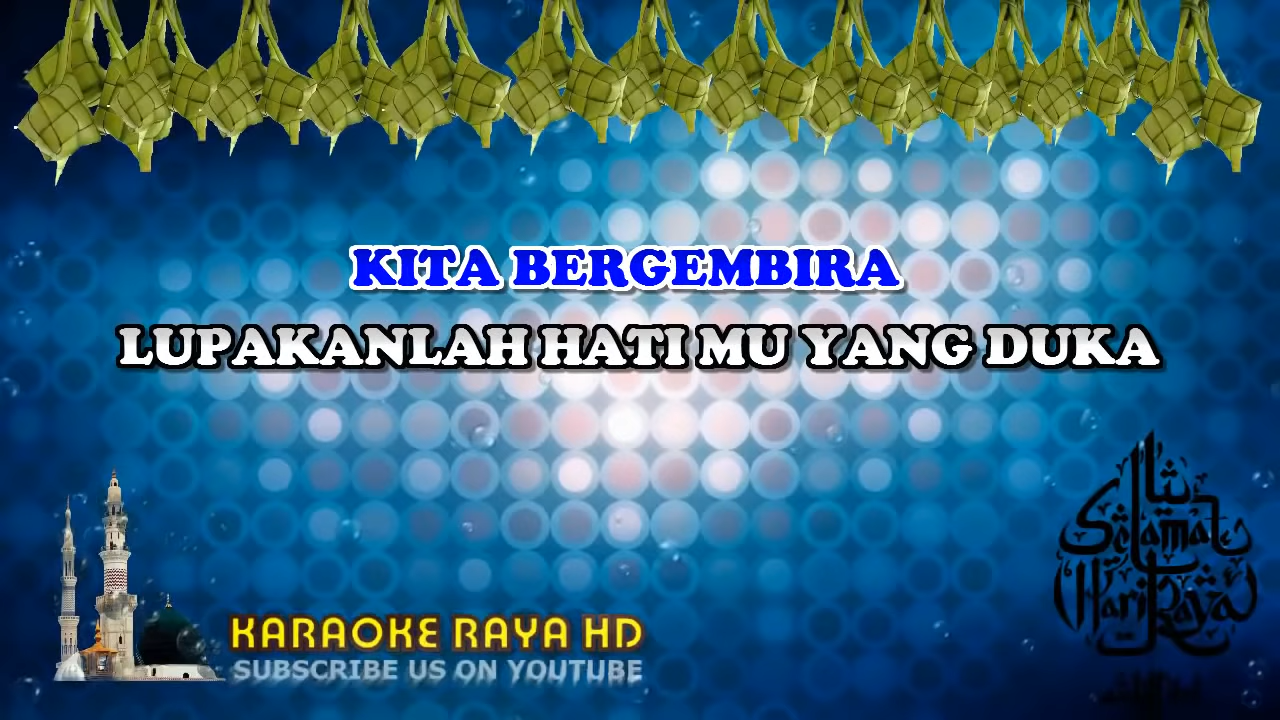 KITA BERGEMBIRA
LUPAKANLAH HATI MU YANG DUKA
Selamat
Hari Raya
KARAOKE RAYA HD
SUBSCRIBE US ON YOUTUBE